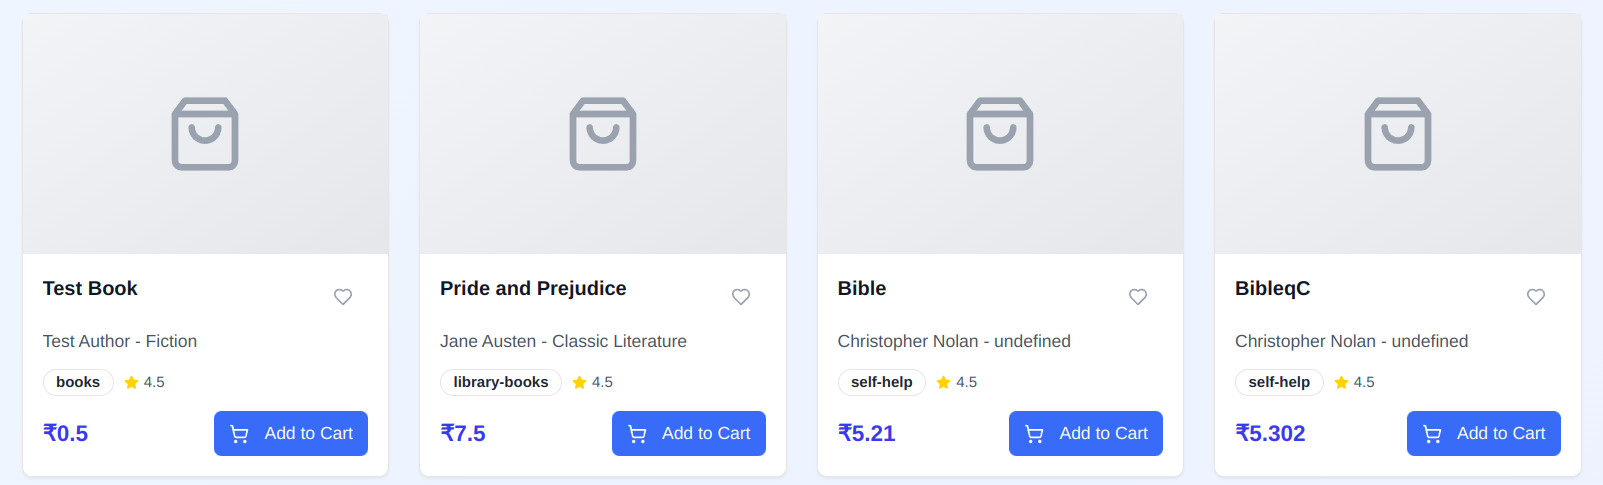 Test Book
Test Author - Fiction
books 4.5
₹0.5 Add to Cart
Pride and Prejudice
Jane Austen - Classic Literature
library-books 4.5
₹7.5 Add to Cart
Bible
Christopher Nolan - undefined
self-help 4.5
₹5.21 Add to Cart
BibleqC
Christopher Nolan - undefined
self-help 4.5
₹5.302 Add to Cart